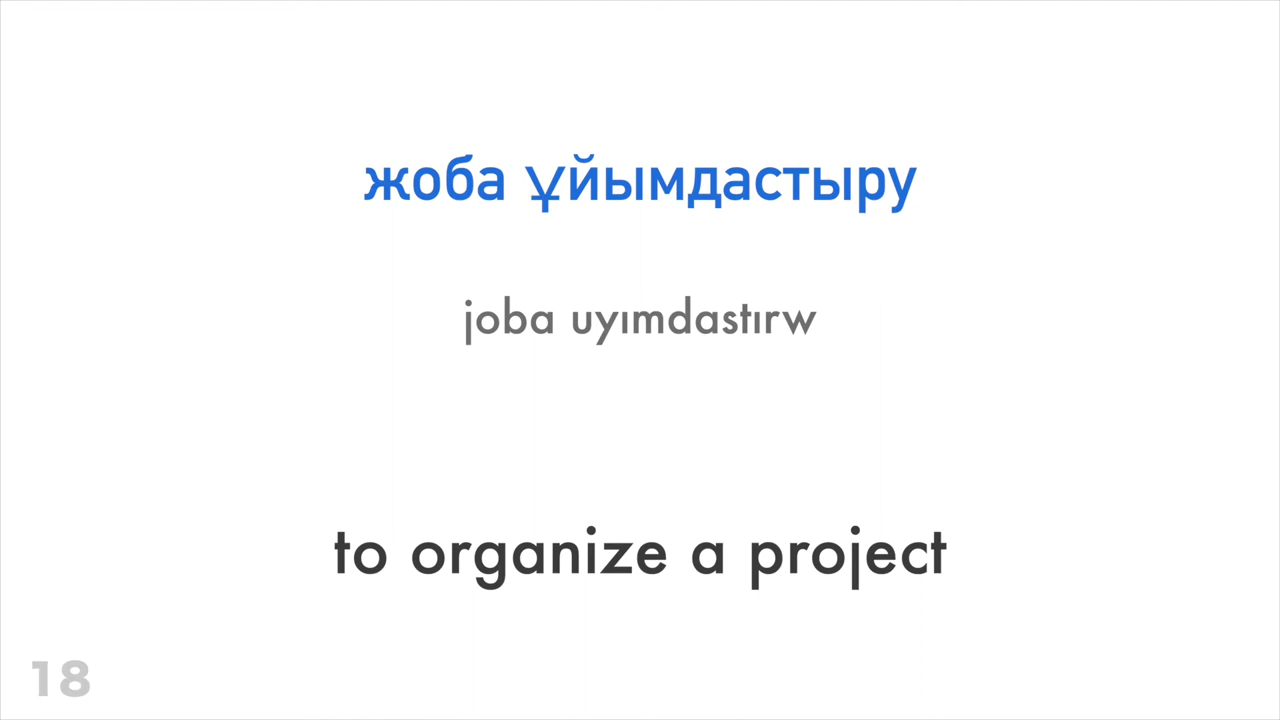 жоба ұйымдастыру
joba uyımdastırw
to organize a project
18